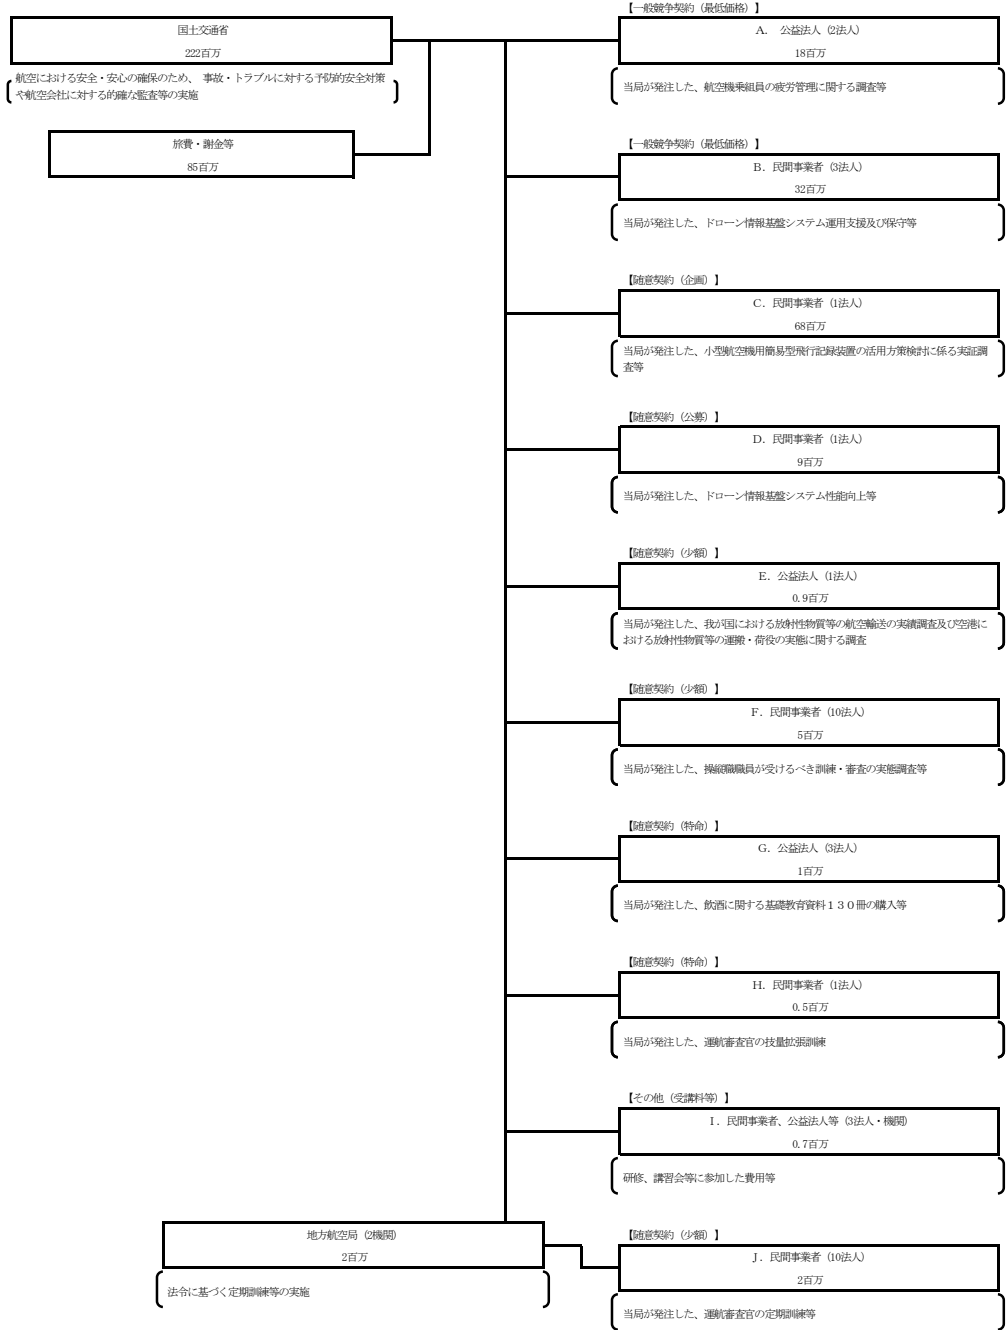 国土交通省
222百万
航空における安全・安心の確保のため、 事故・トラブルに対する予防的安全対策
や航空会社に対する的確な監査等の実施
旅費・謝金等
85百万
【一般競争契約（最低価格）】
A． 公益法人（2法人）
18百万
当局が発注した、航空機乗組員の疲労管理に関する調査等
【一般競争契約（最低価格）】
B．民間事業者（3法人）
32百万
当局が発注した、ドローン情報基盤システム運用支援及び保守等
【随意契約（企画）】
C．民間事業者（1法人）
68百万
当局が発注した、小型航空機用簡易型飛行記録装置の活用方策検討に係る実証調
査等
【随意契約（公募）】
D．民間事業者（1法人）
9百万
当局が発注した、ドローン情報基盤システム性能向上等
【随意契約（少額）】
E．公益法人（1法人）
0.9百万
当局が発注した、我が国における放射性物質等の航空輸送の実績調査及び空港に
おける放射性物質等の運搬・荷役の実態に関する調査
【随意契約（少額）】
F．民間事業者（10法人）
5百万
当局が発注した、操縦職職員が受けるべき訓練・審査の実態調査等
【随意契約（特命）】
G．公益法人（3法人）
1百万
当局が発注した、飲酒に関する基礎教育資料１３０冊の購入等
【随意契約（特命）】
H．民間事業者（1法人）
0.5百万
当局が発注した、運航審査官の技量拡張訓練
【その他（受講料等）】
I．民間事業者、公益法人等（3法人・機関）
0.7百万
研修、講習会等に参加した費用等
地方航空局（2機関）
2百万
法令に基づく定期訓練等の実施
【随意契約（少額）】
J．民間事業者（10法人）
2百万
当局が発注した、運航審査官の定期訓練等